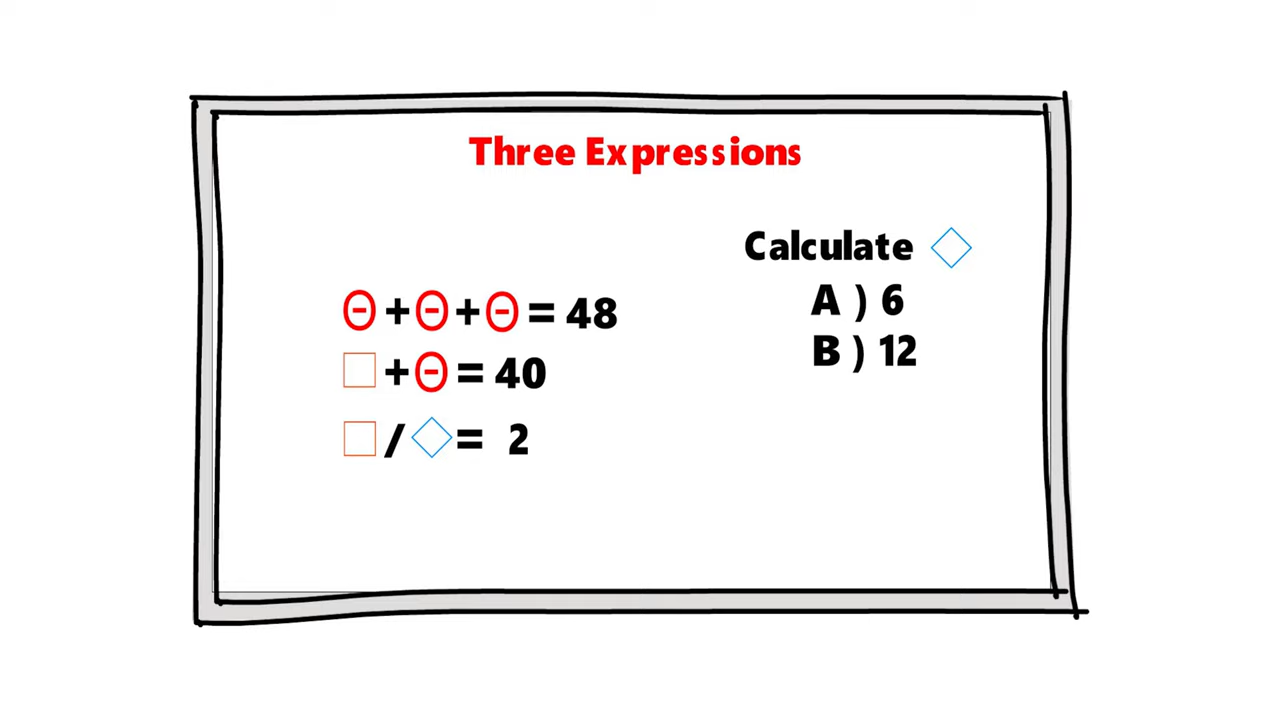 Three Expressions
Calculate ◇
A ) 6
B ) 12
Θ + Θ + Θ = 48
□ + Θ = 40
□ / ◇ = 2